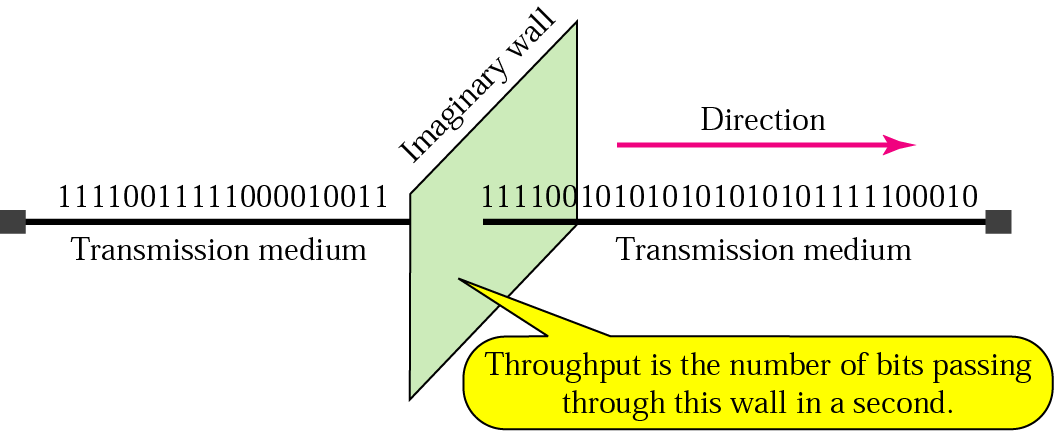 Imaginary wall
Direction
11110011111000010011
111100101010101010101111100010
Transmission medium
Transmission medium
Throughput is the number of bits passing
through this wall in a second.